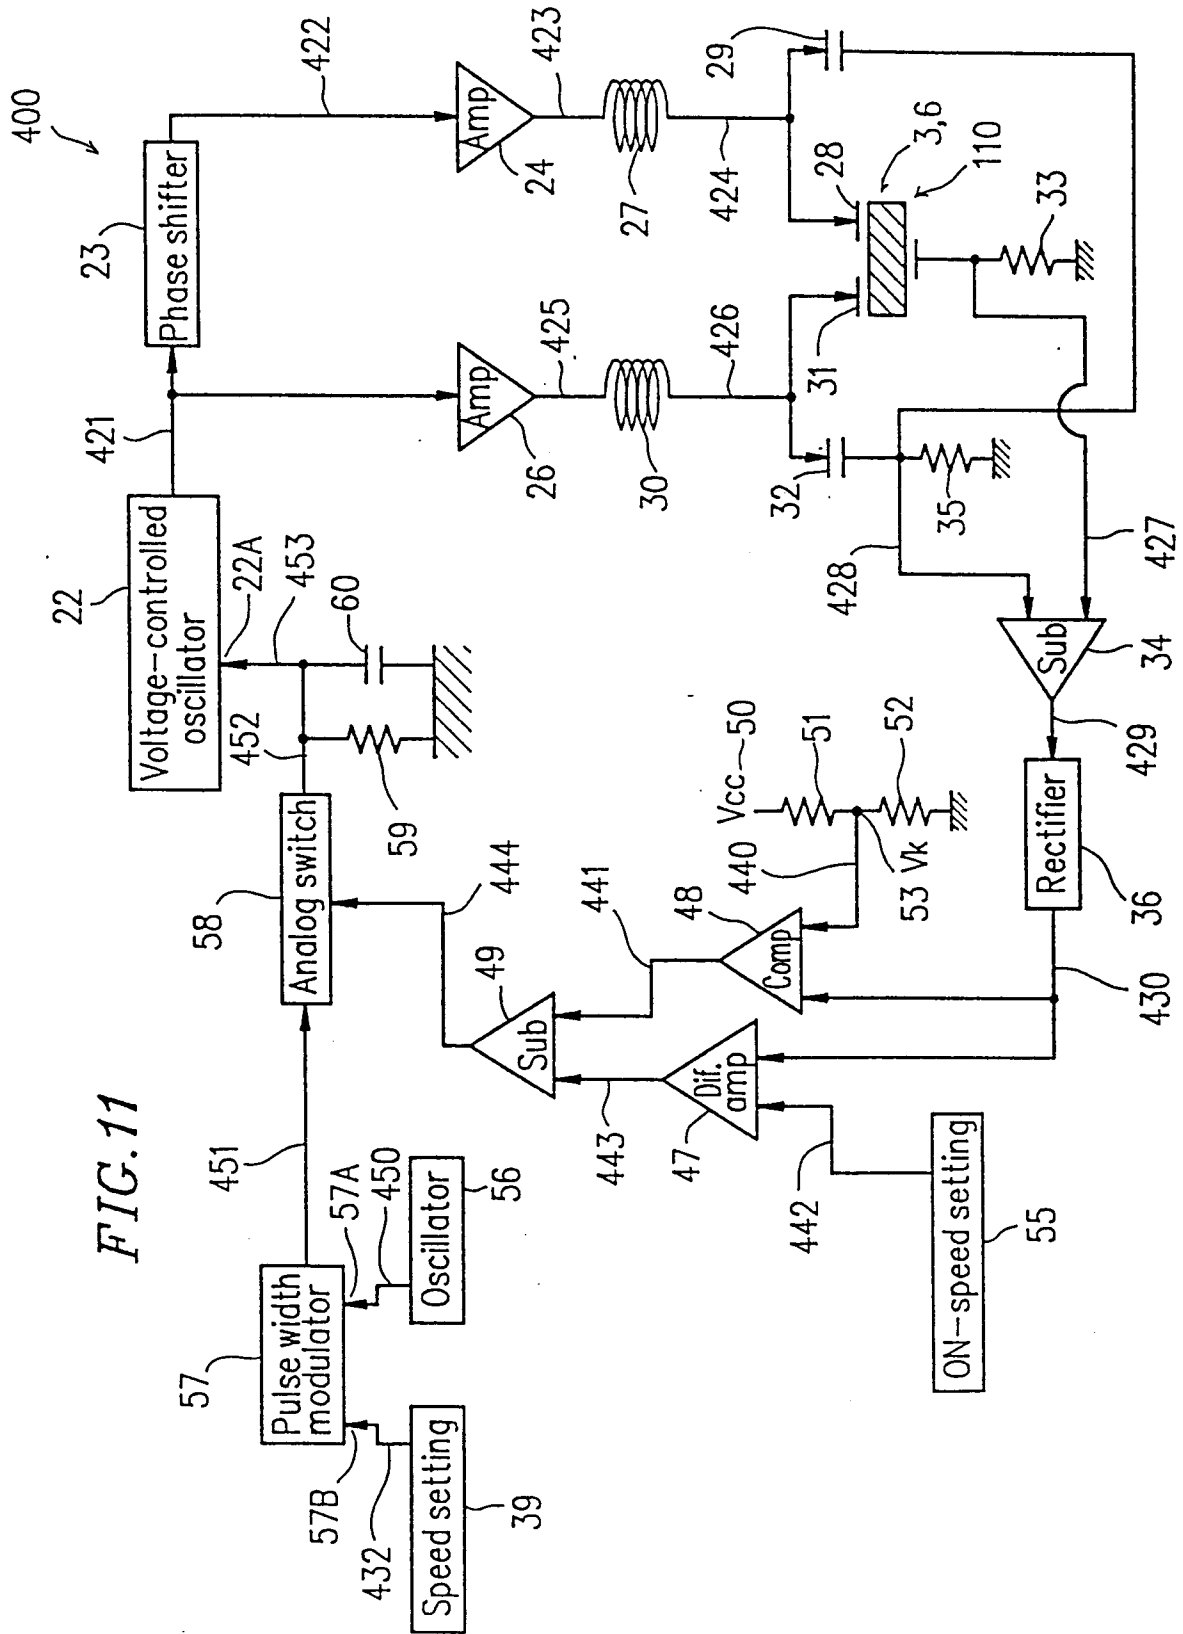 FIG.11
400
23
Phase shifter
422
421
22
Voltage-controlled
oscillator
22A
453
60
452
59
58
Analog switch
444
451
57
Pulse width
modulator
57A
450
57B
432
Oscillator
56
Speed setting
39
Amp
24
423
27
424
29
28
3,6
110
33
Amp
26
425
30
426
31
32
35
428
427
Sub
34
429
Rectifier
36
430
Vcc
50
51
52
53
Vk
440
441
48
Comp
49
Sub
443
Dif.
amp
47
442
ON-speed setting
55